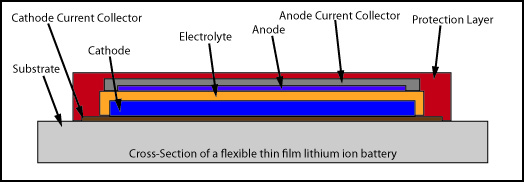 Cathode Current Collector
Anode Current Collector
Protection Layer
Anode
Electrolyte
Cathode
Substrate
Cross-Section of a flexible thin film lithium ion battery